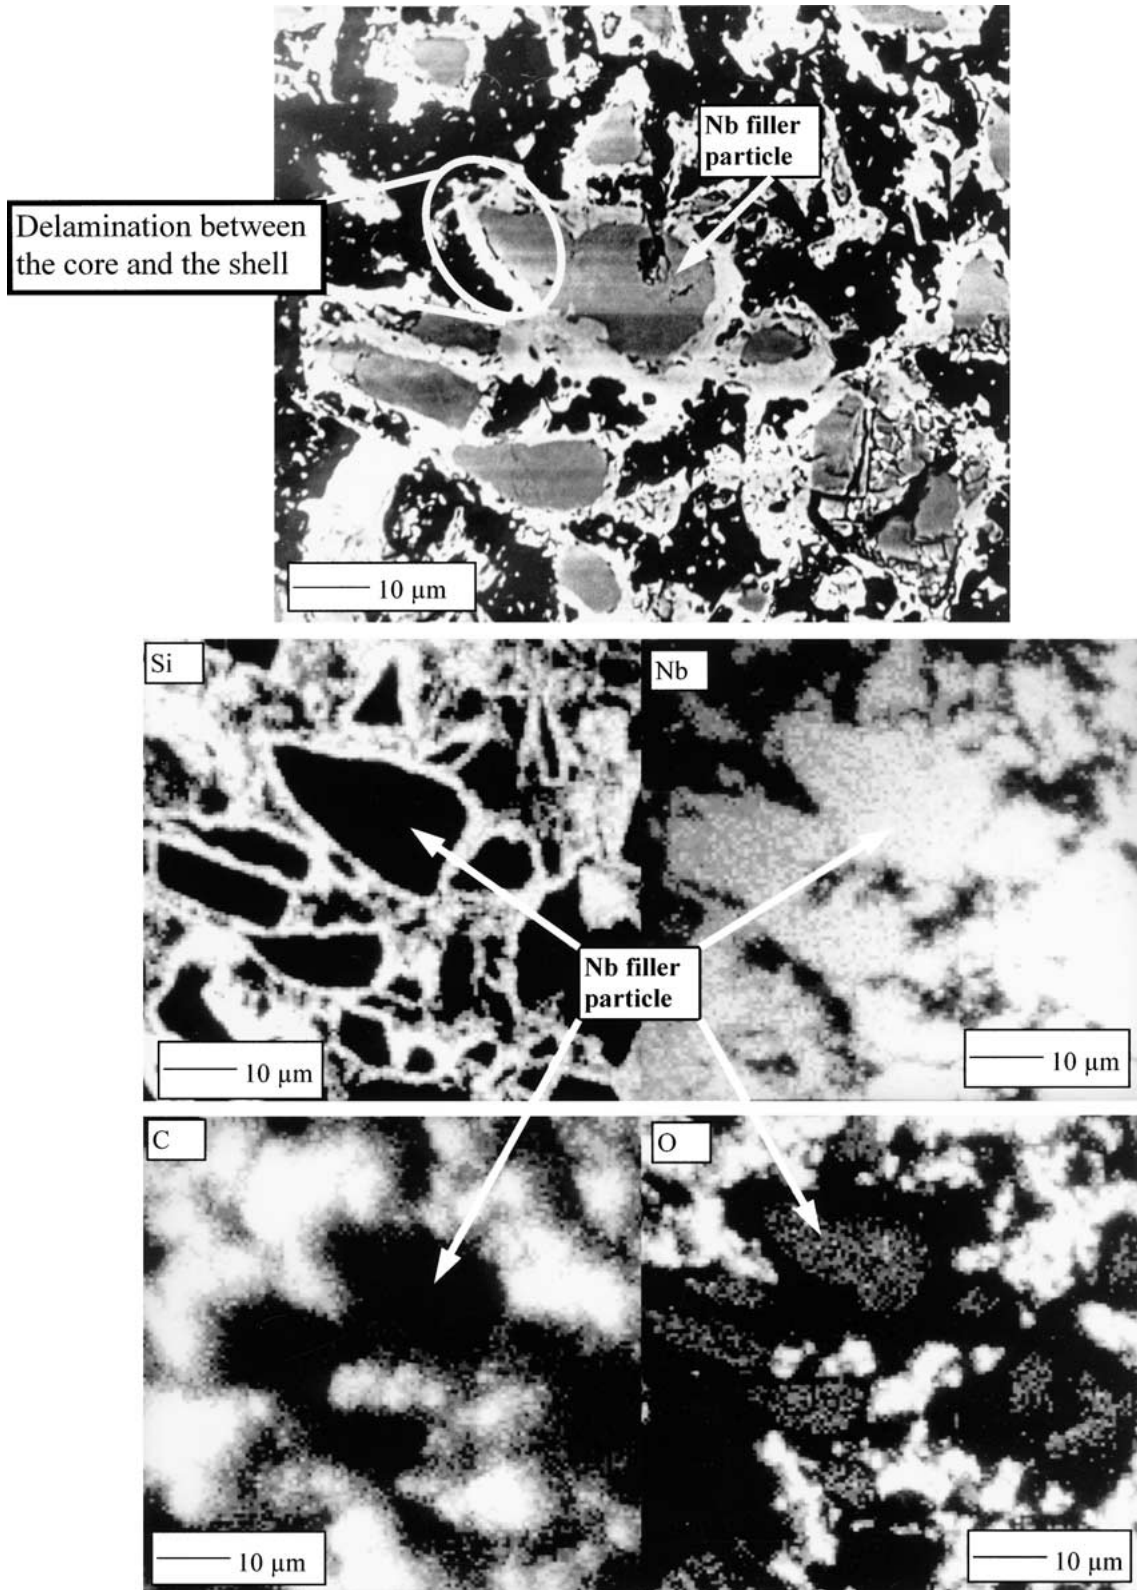 Nb filler
particle
Delamination between
the core and the shell
10 µm
Si
Nb
Nb filler
particle
10 µm
10 µm
C
O
10 µm
10 µm